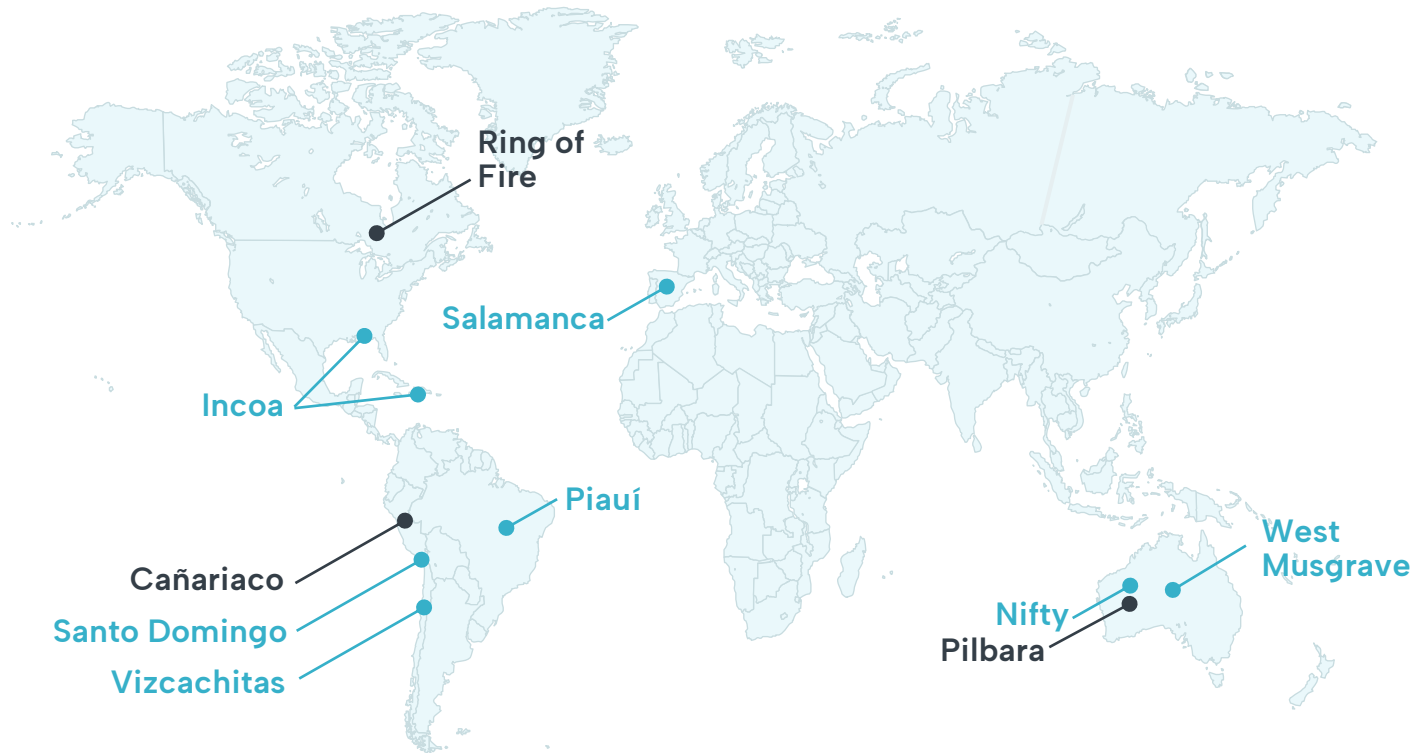 Ring of
Fire
Salamanca
Incoa
Piauí
Cañariaco
Santo Domingo
Vizcachitas
West
Musgrave
Nifty
Pilbara